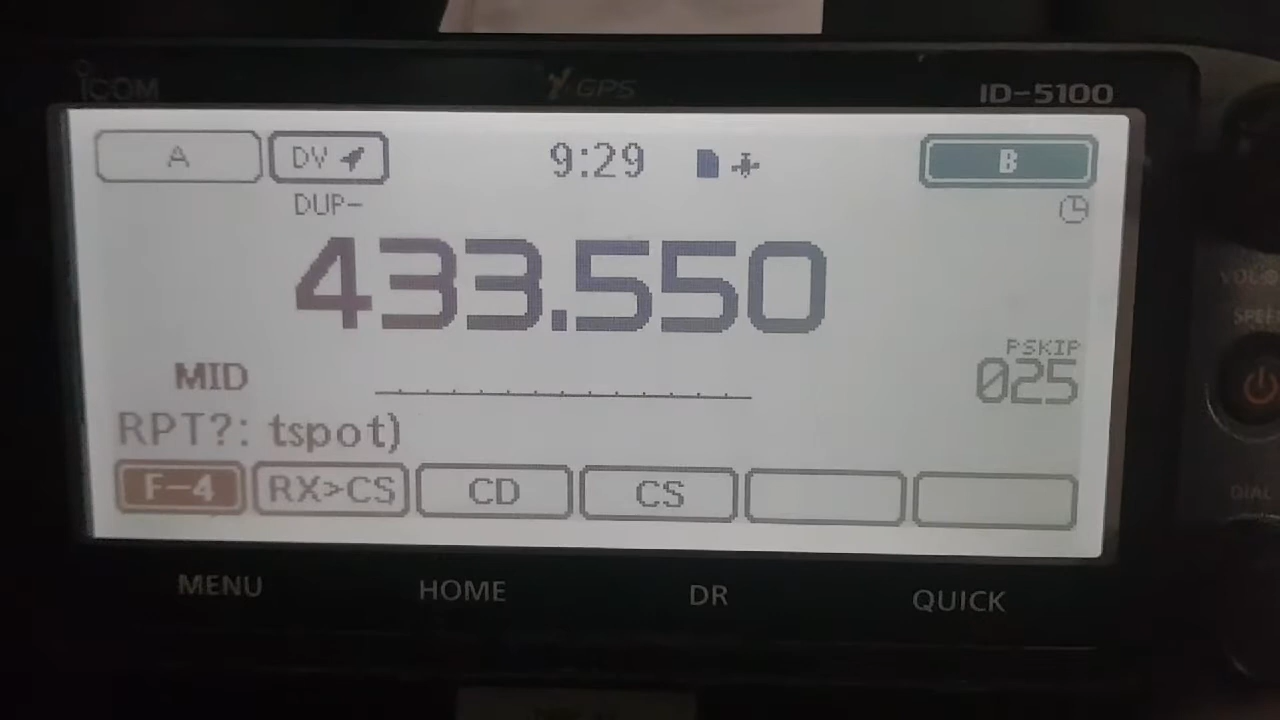 ICOM GPS ID-5100
A DV 9:29 B
DUP-
433.550
PSKIP
MID 025
RPT?: tspot)
F-4 RX>CS CD CS
MENU HOME DR QUICK